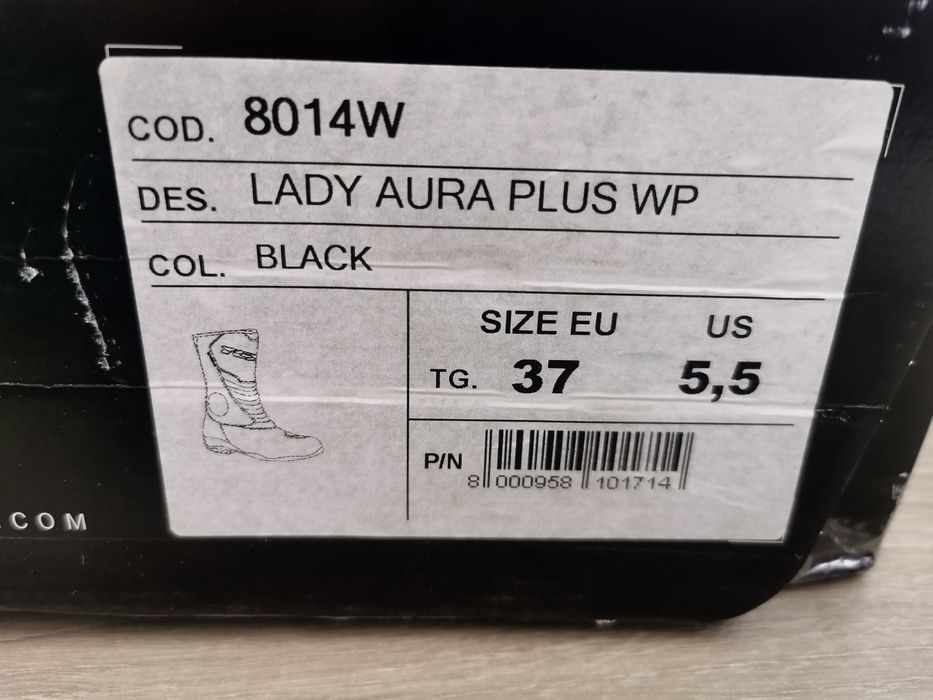 COD. 8014W
DES. LADY AURA PLUS WP
COL. BLACK
SIZE EU US
TG. 37 5,5
P/N
8 000958 101714
.COM